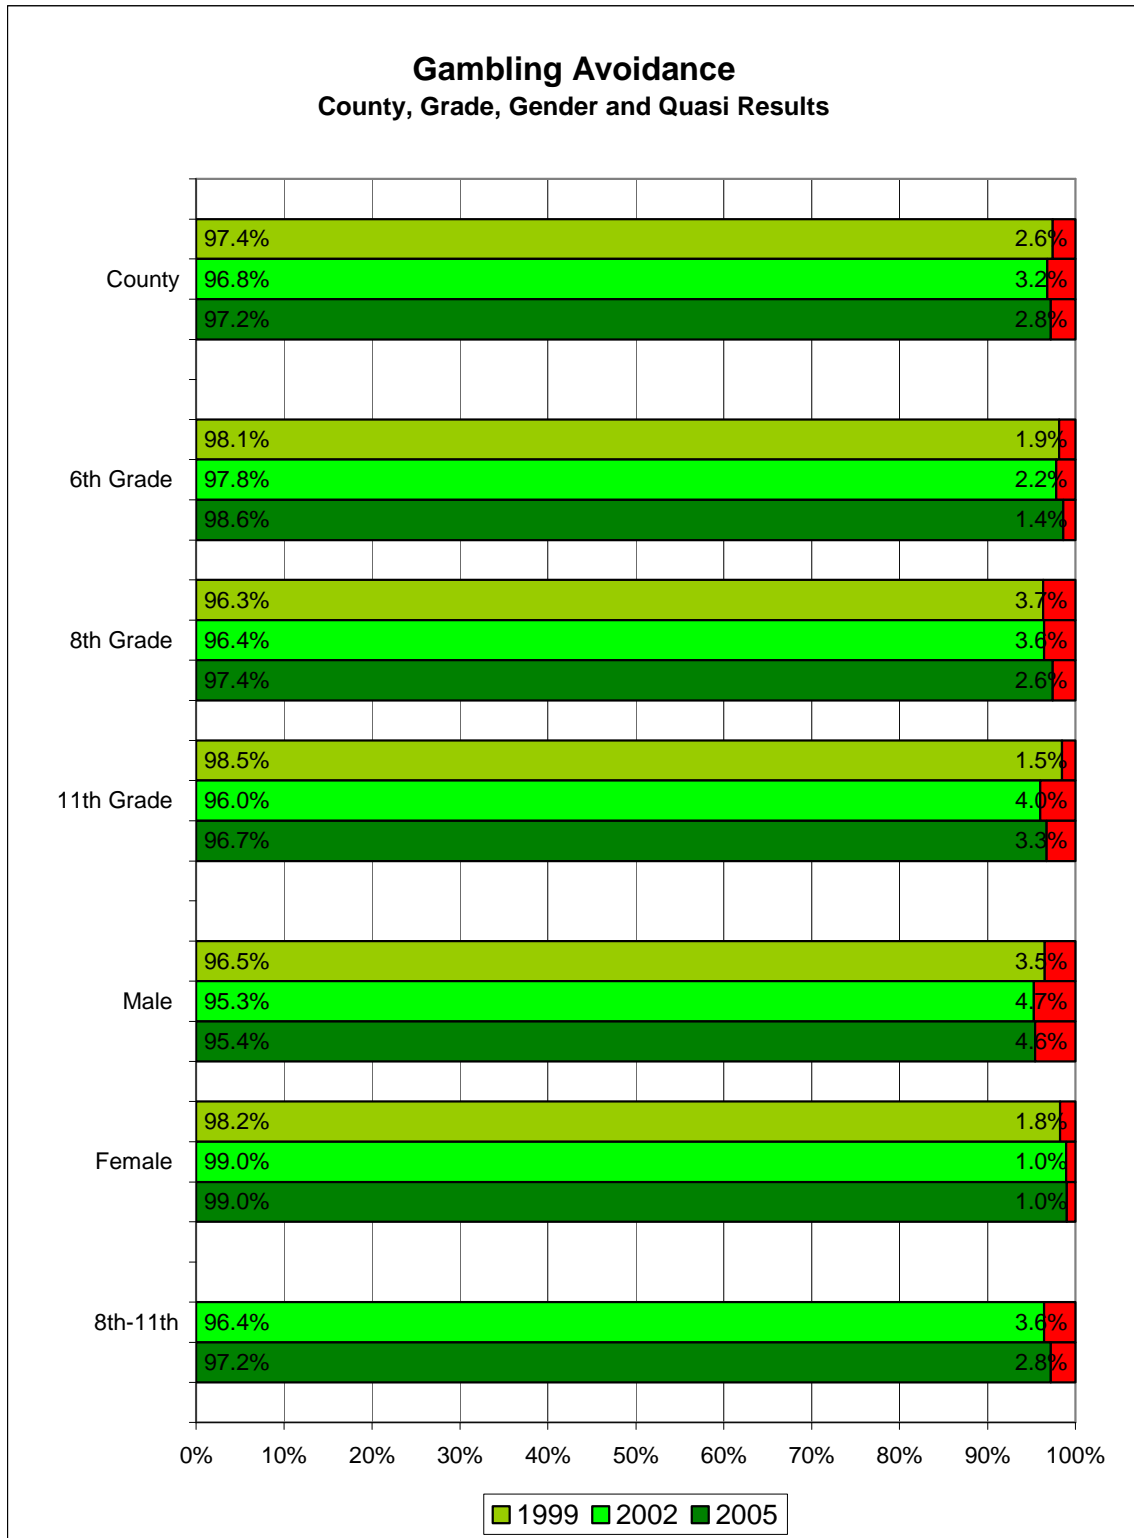 Gambling Avoidance
County, Grade, Gender and Quasi Results
97.4% 2.6%
County 96.8% 3.2%
97.2% 2.8%
98.1% 1.9%
6th Grade 97.8% 2.2%
98.6% 1.4%
96.3% 3.7%
8th Grade 96.4% 3.6%
97.4% 2.6%
98.5% 1.5%
11th Grade 96.0% 4.0%
96.7% 3.3%
96.5% 3.5%
Male 95.3% 4.7%
95.4% 4.6%
98.2% 1.8%
Female 99.0% 1.0%
99.0% 1.0%
8th-11th 96.4% 3.6%
97.2% 2.8%
0% 10% 20% 30% 40% 50% 60% 70% 80% 90% 100%
1999 2002 2005